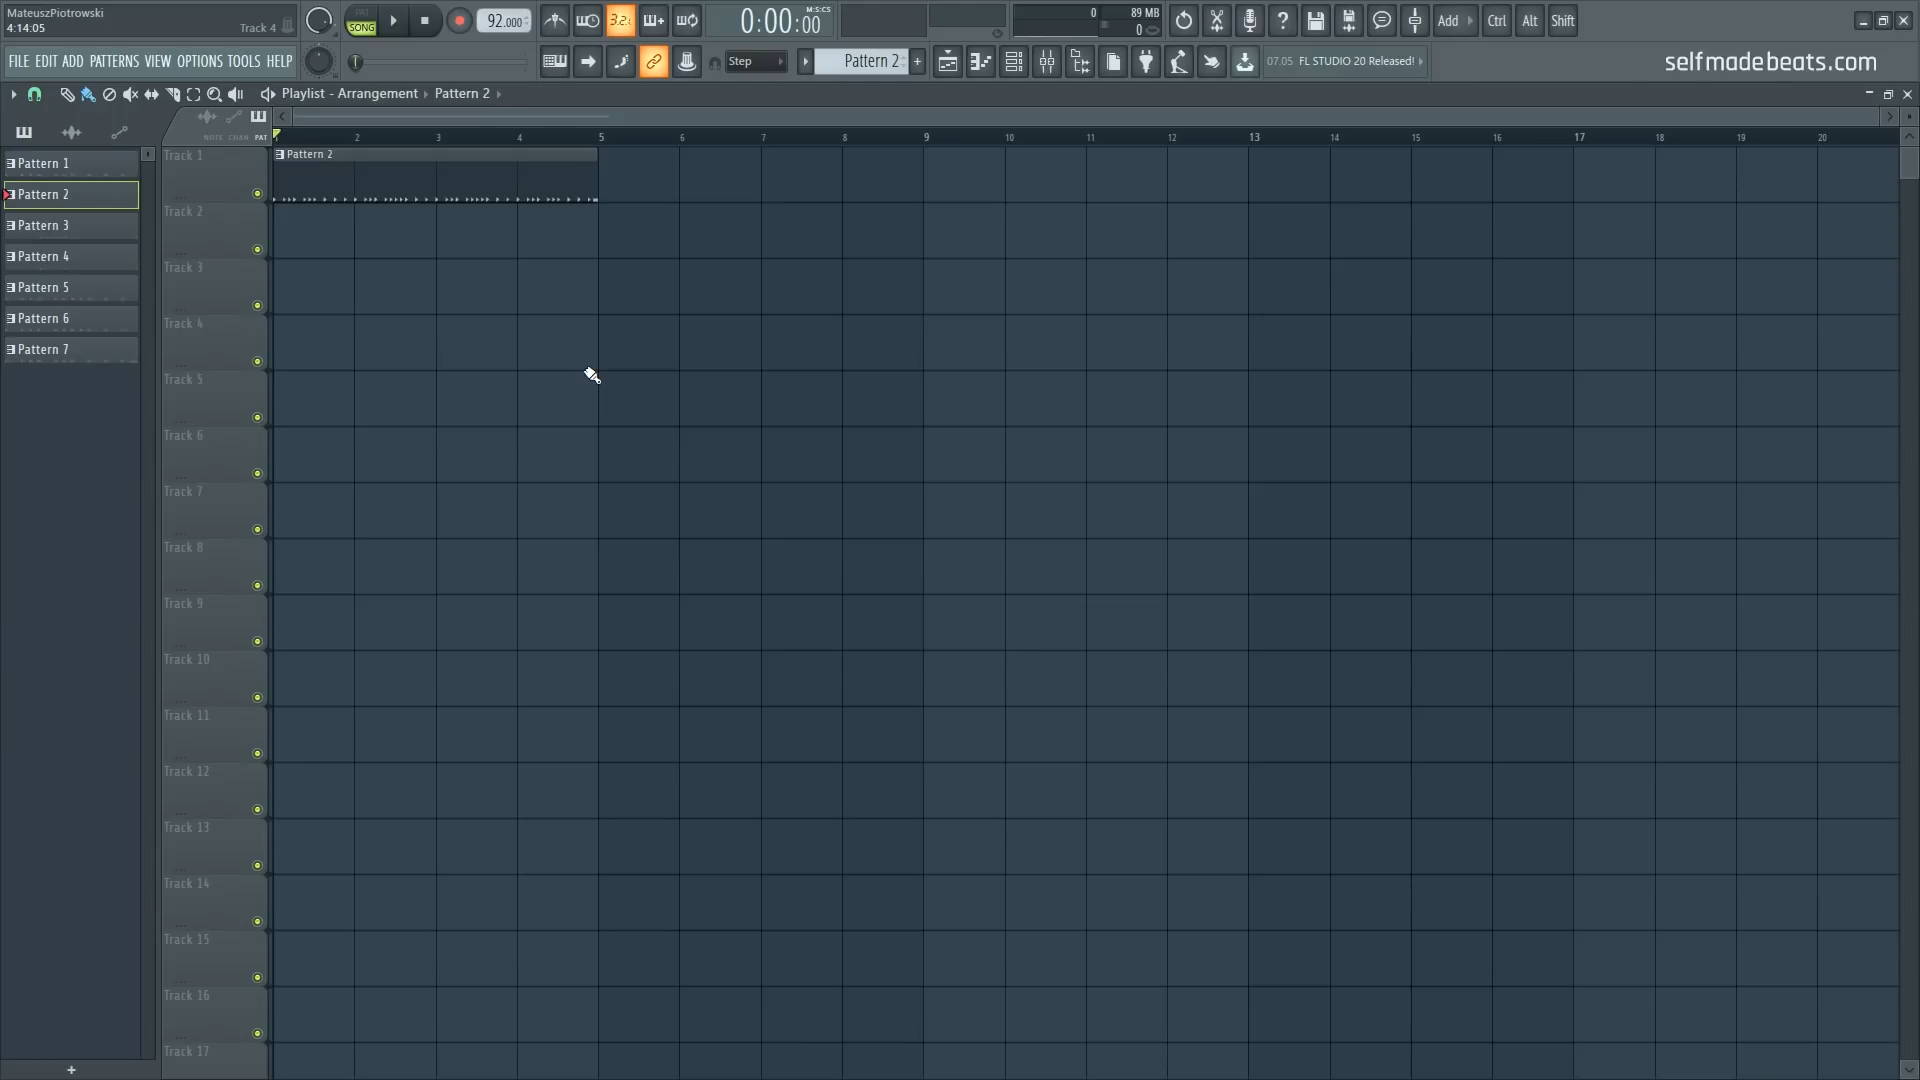 MateuszPiotrowski
4:14:05
Track 4
PAT
SONG
92.000
3.2.
0:00:00
M:S:CS
0
89 MB
0
Add
Ctrl
Alt
Shift
FILE EDIT ADD PATTERNS VIEW OPTIONS TOOLS HELP
Step
Pattern 2
+
07.05 FL STUDIO 20 Released!
selfmadebeats.com
Playlist - Arrangement
Pattern 2
NOTE CHAN PAT
1 2 3 4 5 6 7 8 9 10 11 12 13 14 15 16 17 18 19 20
Pattern 1
Pattern 2
Pattern 3
Pattern 4
Pattern 5
Pattern 6
Pattern 7
+
Track 1
Pattern 2
Track 2
Track 3
Track 4
Track 5
Track 6
Track 7
Track 8
Track 9
Track 10
Track 11
Track 12
Track 13
Track 14
Track 15
Track 16
Track 17